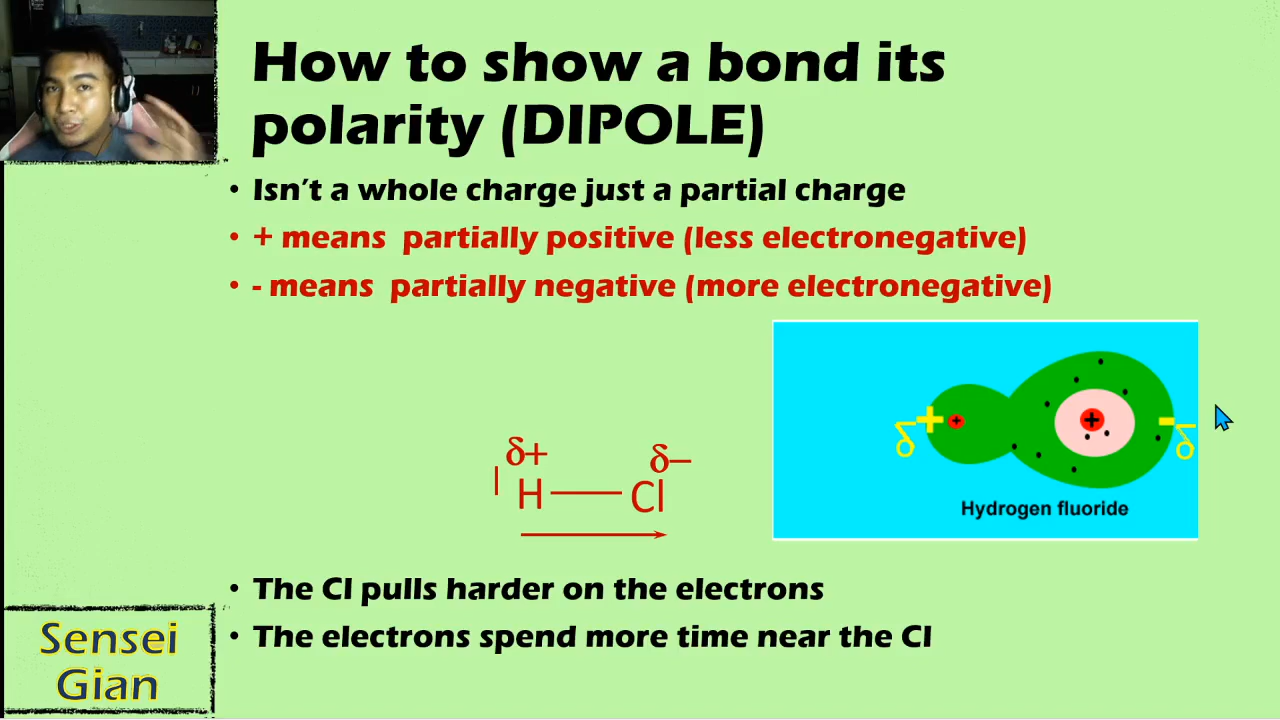 How to show a bond its
polarity (DIPOLE)
• Isn’t a whole charge just a partial charge
• + means partially positive (less electronegative)
• - means partially negative (more electronegative)
δ+ δ–
H Cl
δ+ + - δ
Hydrogen fluoride
• The Cl pulls harder on the electrons
• The electrons spend more time near the Cl
Sensei
Gian